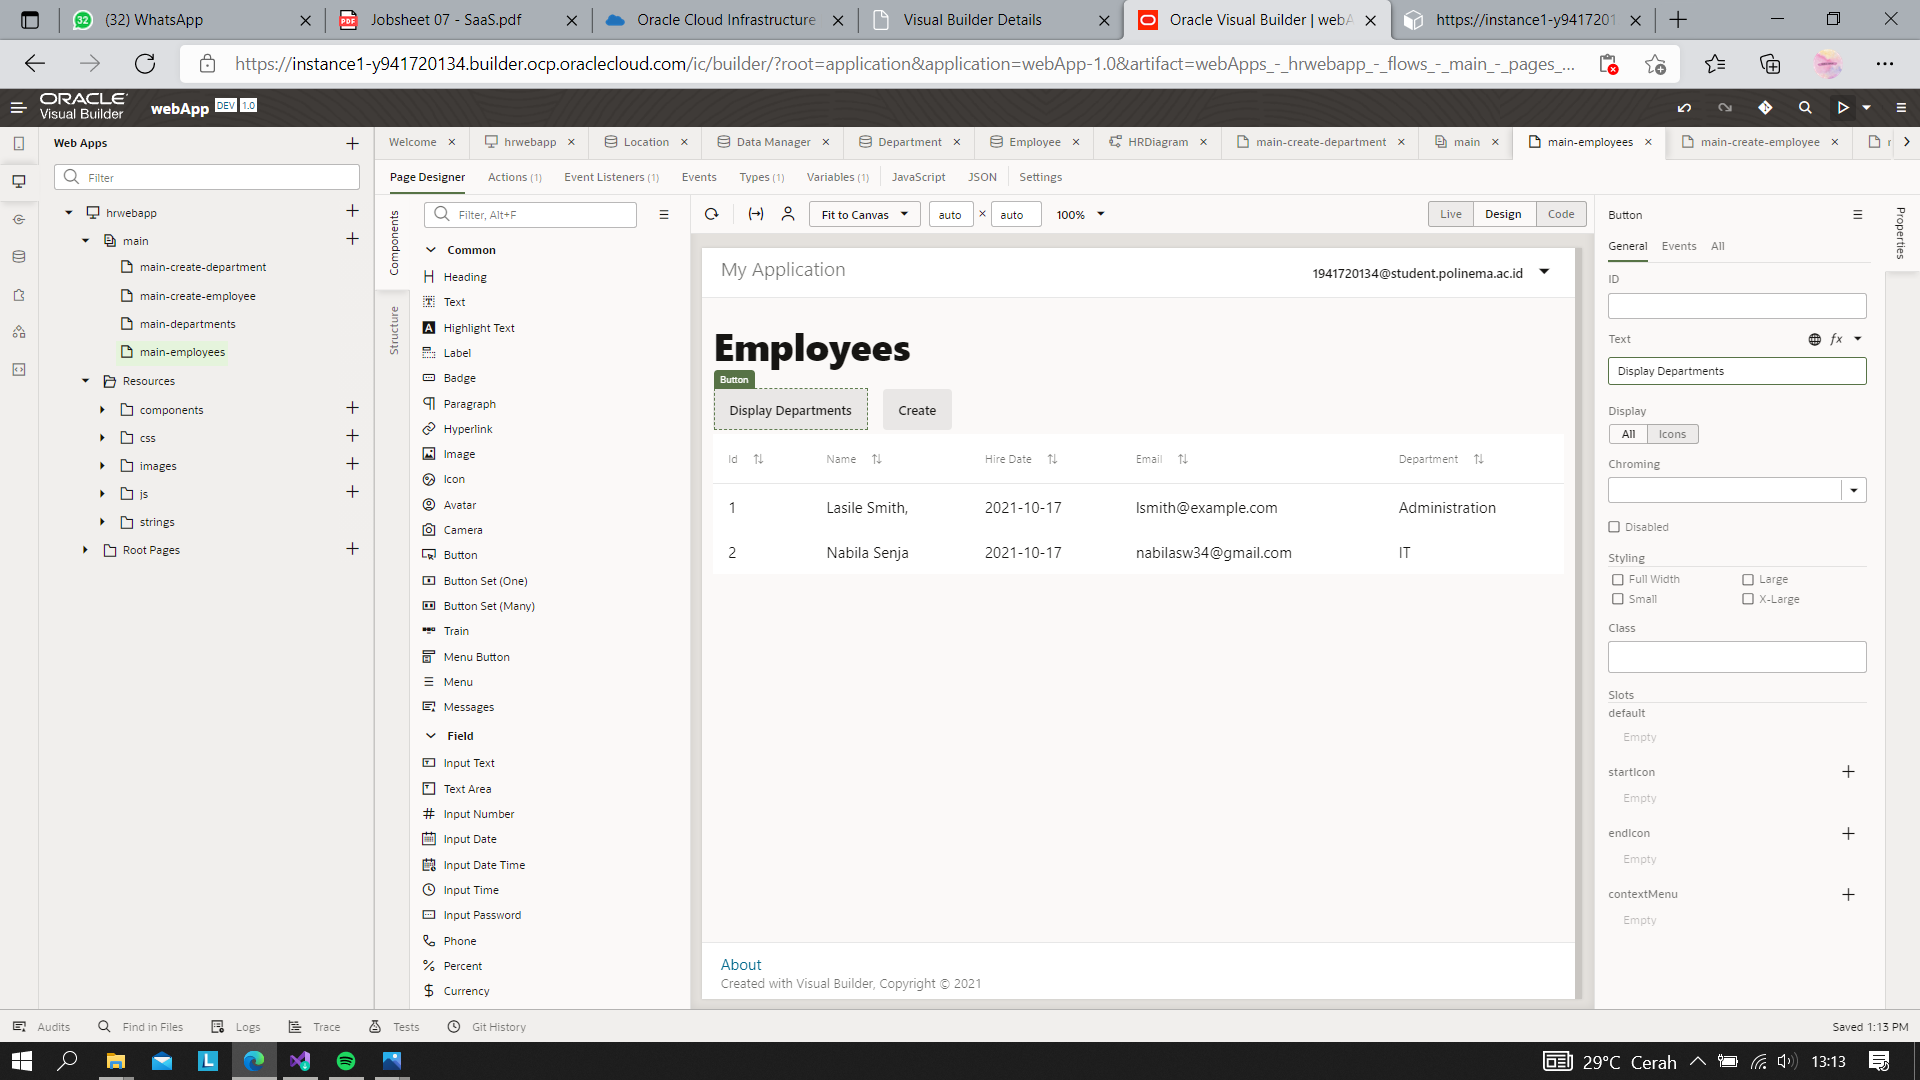 (32) WhatsApp
Jobsheet 07 - SaaS.pdf
Oracle Cloud Infrastructure
Visual Builder Details
Oracle Visual Builder | webA
https://instance1-y9417201
https://instance1-y941720134.builder.ocp.oraclecloud.com/ic/builder/?root=application&application=webApp-1.0&artifact=webApps_-_hrwebapp_-_flows_-_main_-_pages_...
ORACLE
Visual Builder
webApp DEV 1.0
Web Apps
Filter
hrwebapp
main
main-create-department
main-create-employee
main-departments
main-employees
Resources
components
css
images
js
strings
Root Pages
Welcome
hrwebapp
Location
Data Manager
Department
Employee
HRDiagram
main-create-department
main
main-employees
main-create-employee
Page Designer
Actions (1)
Event Listeners (1)
Events
Types (1)
Variables (1)
JavaScript
JSON
Settings
Components
Structure
Filter, Alt+F
Common
Heading
Text
Highlight Text
Label
Badge
Paragraph
Hyperlink
Image
Icon
Avatar
Camera
Button
Button Set (One)
Button Set (Many)
Train
Menu Button
Menu
Messages
Field
Input Text
Text Area
Input Number
Input Date
Input Date Time
Input Time
Input Password
Phone
Percent
Currency
Fit to Canvas
auto × auto
100%
Live Design Code
My Application
1941720134@student.polinema.ac.id
Employees
Button
Display Departments
Create
Id Name Hire Date Email Department
1 Lasile Smith, 2021-10-17 lsmith@example.com Administration
2 Nabila Senja 2021-10-17 nabilasw34@gmail.com IT
About
Created with Visual Builder, Copyright © 2021
Button
General Events All
ID
Text
fx
Display Departments
Display
All Icons
Chroming
Disabled
Styling
Full Width Large
Small X-Large
Class
Slots
default
Empty
startIcon
Empty
endIcon
Empty
contextMenu
Empty
Properties
Audits
Find in Files
Logs
Trace
Tests
Git History
Saved 1:13 PM
29°C Cerah
13:13